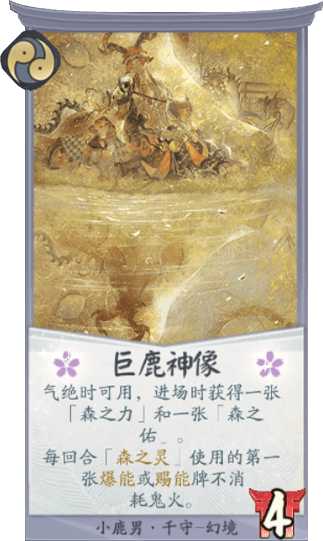 巨鹿神像
气绝时可用，进场时获得一张
「森之力」和一张「森之
佑_ 。
每回合「森之灵」使用的第一
张爆能或赐能牌不消
耗鬼火。
4
小鹿男·千守-幻境